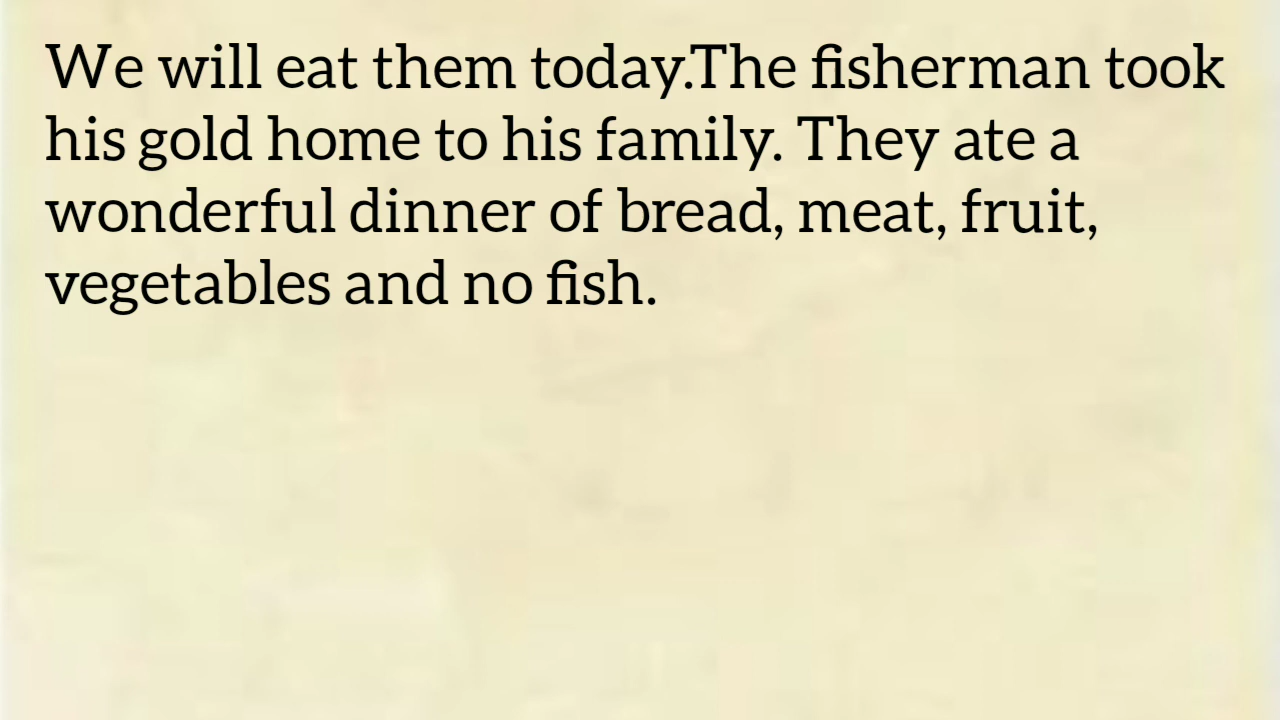 We will eat them today.The fisherman took
his gold home to his family. They ate a
wonderful dinner of bread, meat, fruit,
vegetables and no fish.